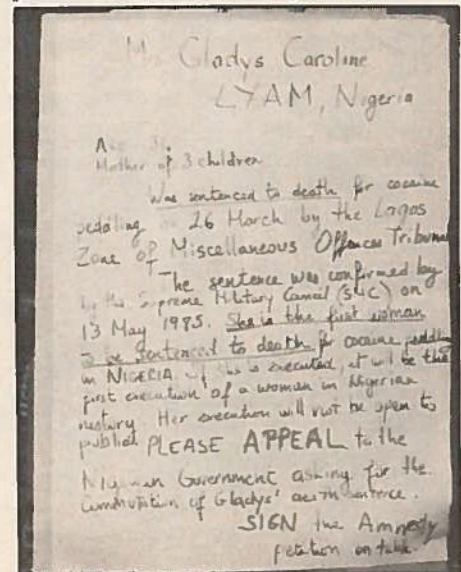 Gladys Caroline
LYAM, Nigeria
Mother of 3 children
Was sentenced to death for cocaine
pedaling 26 March by the Lagos
Zone of Miscellaneous Offences Tribunal
The sentence was confirmed by
the Supreme Military Council (SMC) on
13 May 1985. She is the first woman
to be sentenced to death for cocaine
in NIGERIA If she is executed, it will be the
first execution of a woman in Nigerian
history. Her execution will not be open to
public PLEASE APPEAL to the
Nigerian Government asking for the
commutation of Gladys' death sentence.
SIGN the Amnesty
petition on table.